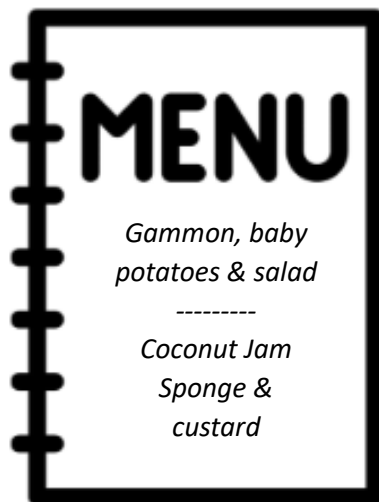 MENU
Gammon, baby
potatoes & salad
---------
Coconut Jam
Sponge &
custard